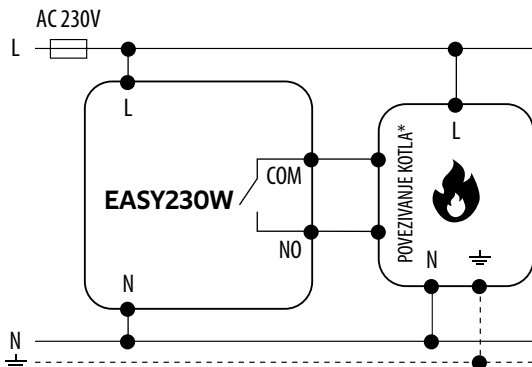 AC 230V
L
L
L
COM
EASY230W
POVEZIVANJE KOTLA*
NO
N
N
N